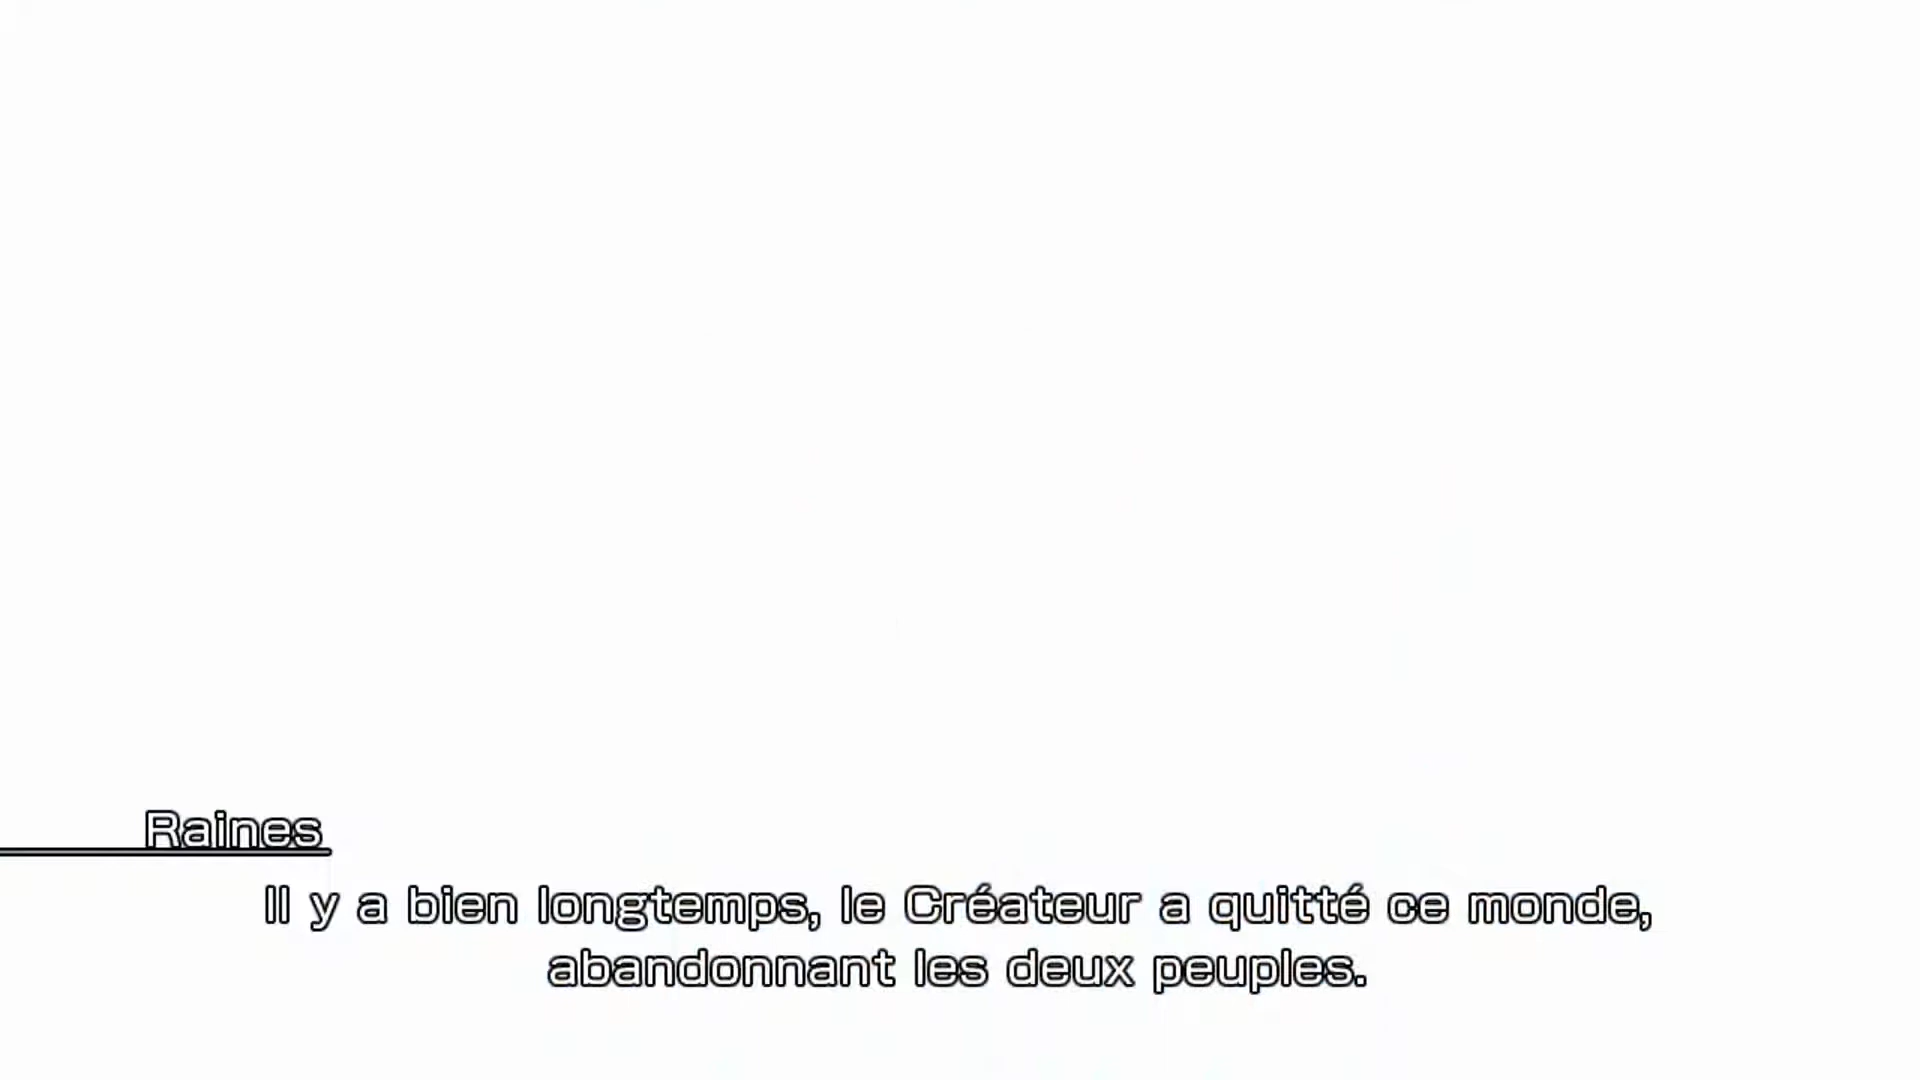 Raines
Il y a bien longtemps, le Créateur a quitté ce monde,
abandonnant les deux peuples.